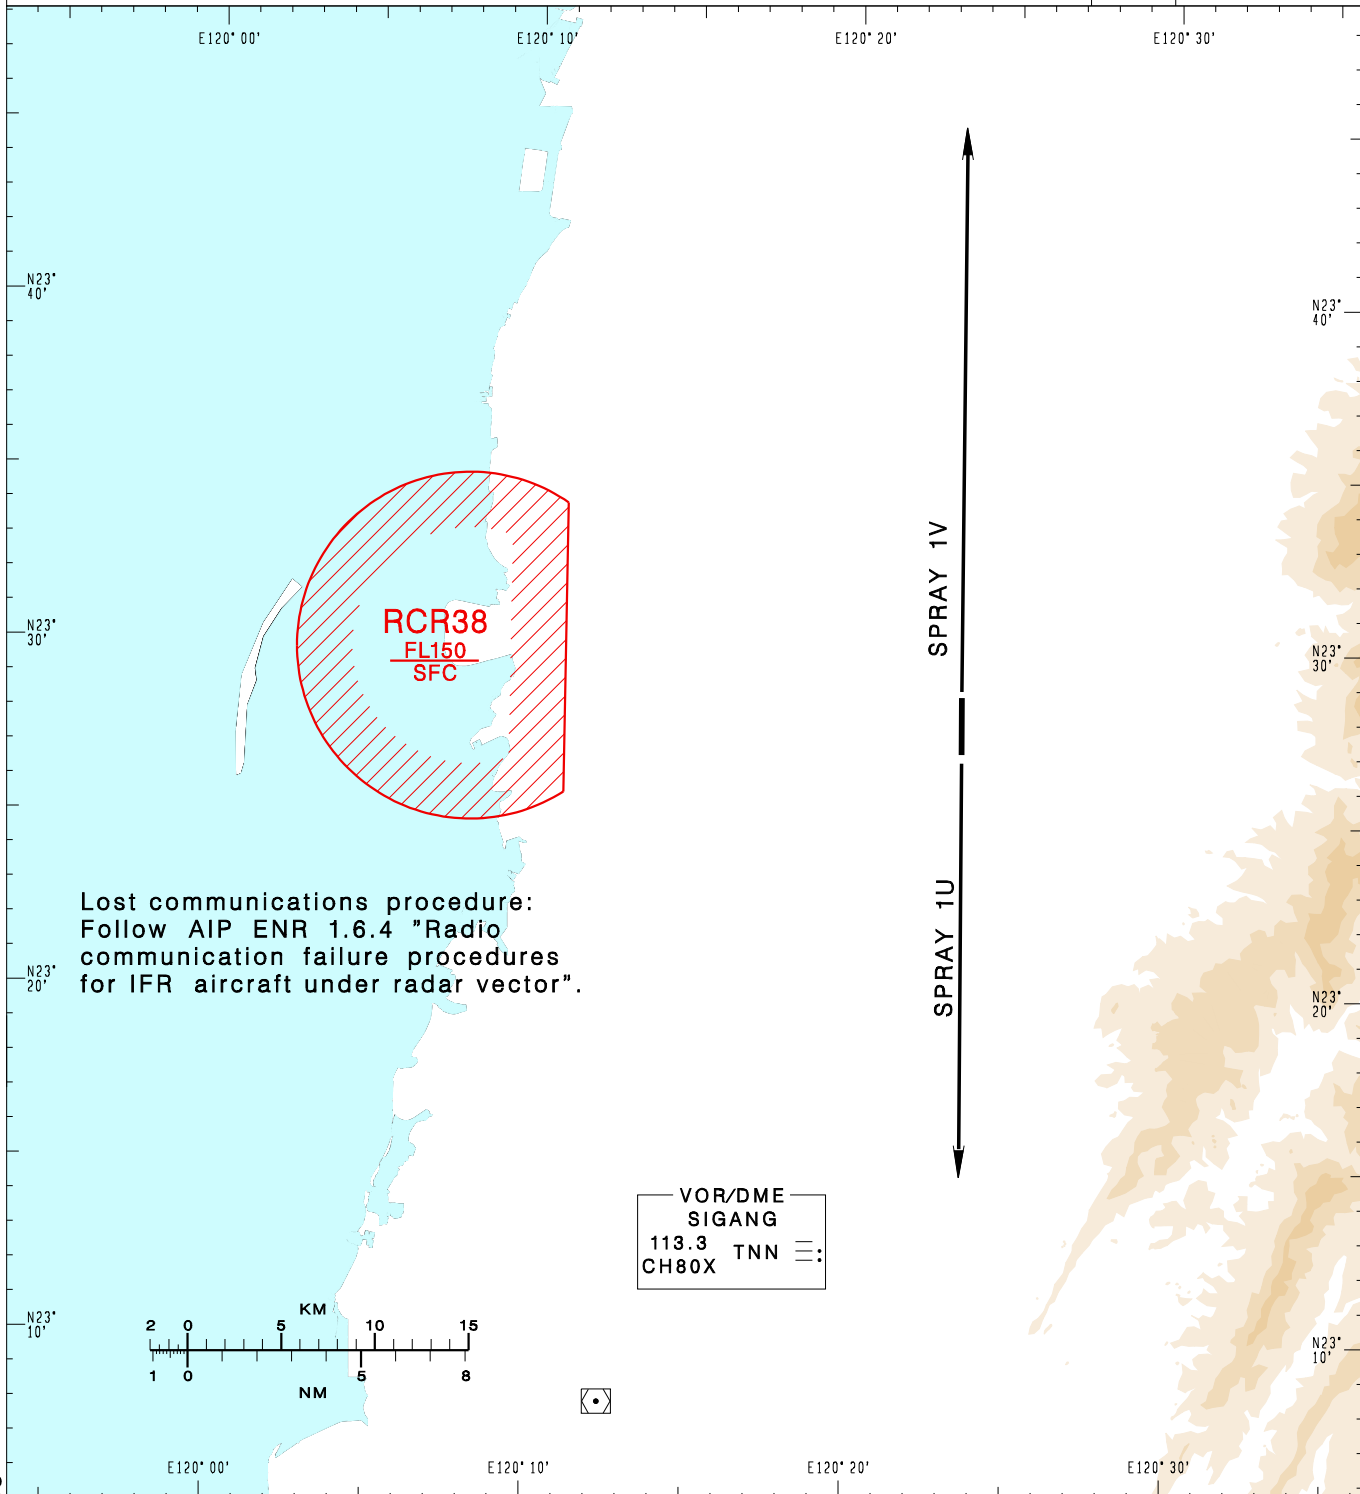 E120° 00'
E120° 10'
E120° 20'
E120° 30'
N23°
40'
N23°
40'
SPRAY 1V
RCR38
FL150
SFC
N23°
30'
N23°
30'
SPRAY 1U
Lost communications procedure:
Follow AIP ENR 1.6.4 "Radio
communication failure procedures
for IFR aircraft under radar vector".
N23°
20'
N23°
20'
VOR/DME
SIGANG
113.3
CH80X
TNN
KM
2 0 5 10 15
1 0 5 8
NM
N23°
10'
N23°
10'
E120° 00'
E120° 10'
E120° 20'
E120° 30'